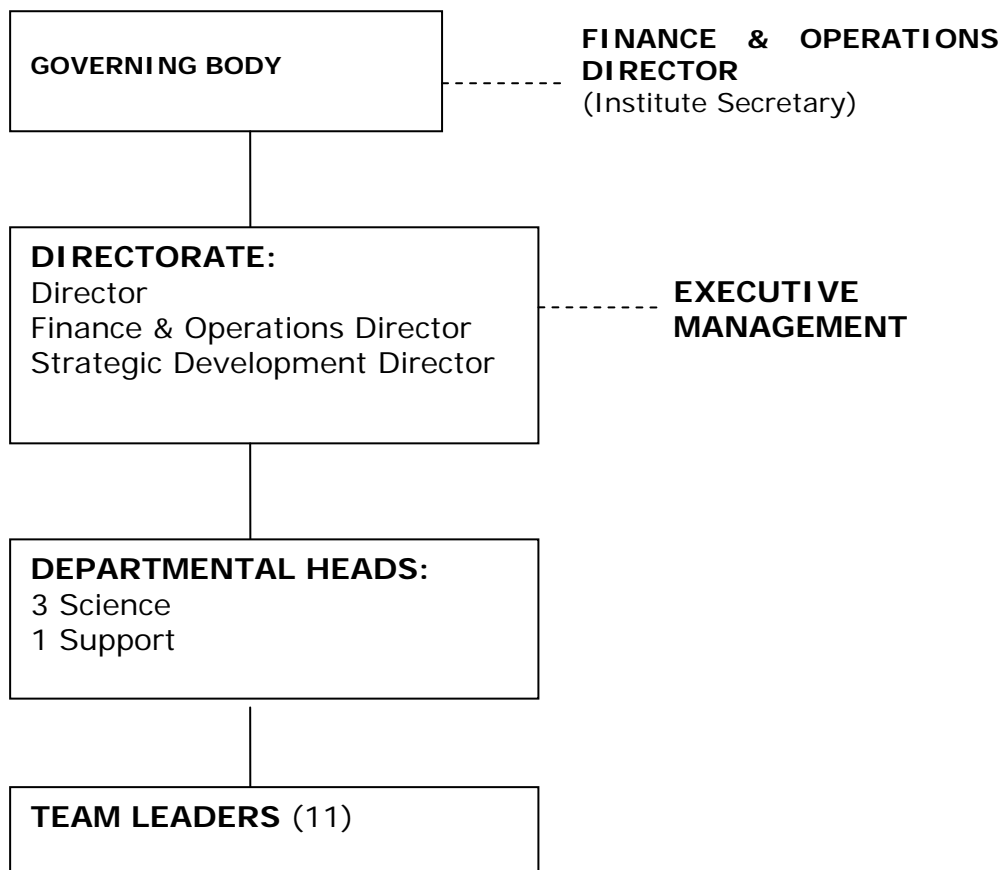 GOVERNING BODY
FINANCE & OPERATIONS
DIRECTOR
(Institute Secretary)
DIRECTORATE:
Director
Finance & Operations Director
Strategic Development Director
EXECUTIVE
MANAGEMENT
DEPARTMENTAL HEADS:
3 Science
1 Support
TEAM LEADERS (11)